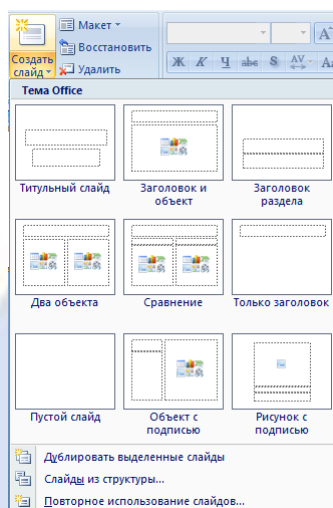 Макет
Восстановить
Создать
слайд
Удалить
Ж К Ч abc S AV
Тема Office
Титульный слайд
Заголовок и
объект
Заголовок
раздела
Два объекта
Сравнение
Только заголовок
Пустой слайд
Объект с
подписью
Рисунок с
подписью
Дублировать выделенные слайды
Слайды из структуры...
Повторное использование слайдов...